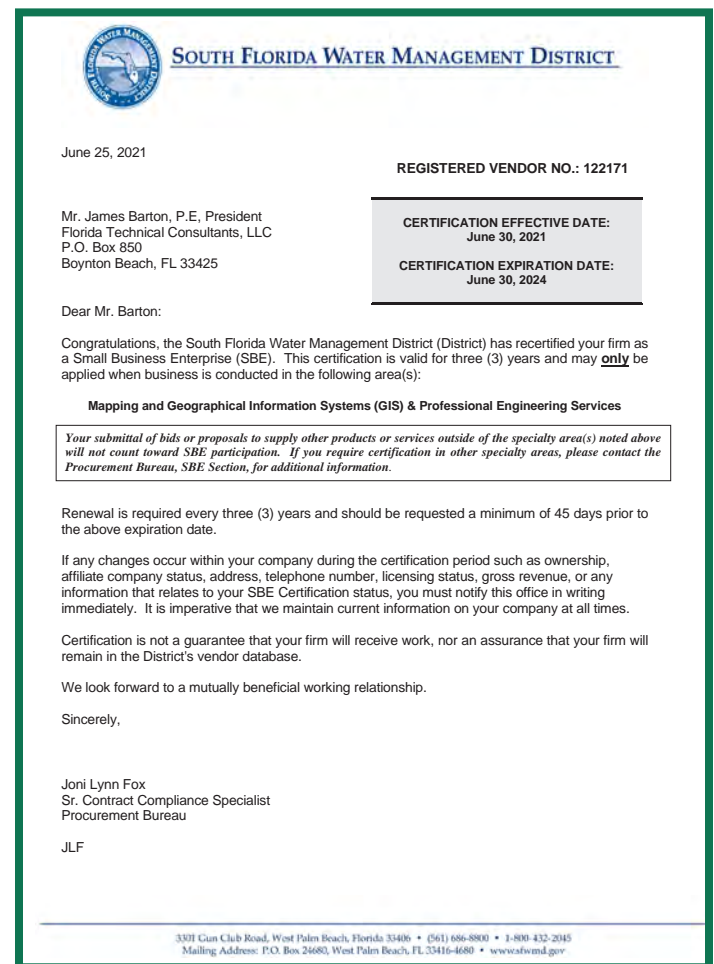 SOUTH FLORIDA WATER MANAGEMENT DISTRICT
June 25, 2021
REGISTERED VENDOR NO.: 122171
Mr. James Barton, P.E, President
Florida Technical Consultants, LLC
P.O. Box 850
Boynton Beach, FL 33425
CERTIFICATION EFFECTIVE DATE:
June 30, 2021
CERTIFICATION EXPIRATION DATE:
June 30, 2024
Dear Mr. Barton:
Congratulations, the South Florida Water Management District (District) has recertified your firm as
a Small Business Enterprise (SBE). This certification is valid for three (3) years and may only be
applied when business is conducted in the following area(s):
Mapping and Geographical Information Systems (GIS) & Professional Engineering Services
Your submittal of bids or proposals to supply other products or services outside of the specialty area(s) noted above
will not count toward SBE participation. If you require certification in other specialty areas, please contact the
Procurement Bureau, SBE Section, for additional information.
Renewal is required every three (3) years and should be requested a minimum of 45 days prior to
the above expiration date.
If any changes occur within your company during the certification period such as ownership,
affiliate company status, address, telephone number, licensing status, gross revenue, or any
information that relates to your SBE Certification status, you must notify this office in writing
immediately. It is imperative that we maintain current information on your company at all times.
Certification is not a guarantee that your firm will receive work, nor an assurance that your firm will
remain in the District's vendor database.
We look forward to a mutually beneficial working relationship.
Sincerely,
Joni Lynn Fox
Sr. Contract Compliance Specialist
Procurement Bureau
JLF
3301 Gun Club Road, West Palm Beach, Florida 33406 • (561) 686-8800 • 1-800-432-2045
Mailing Address: P.O. Box 24680, West Palm Beach, FL 33416-4680 • www.sfwmd.gov